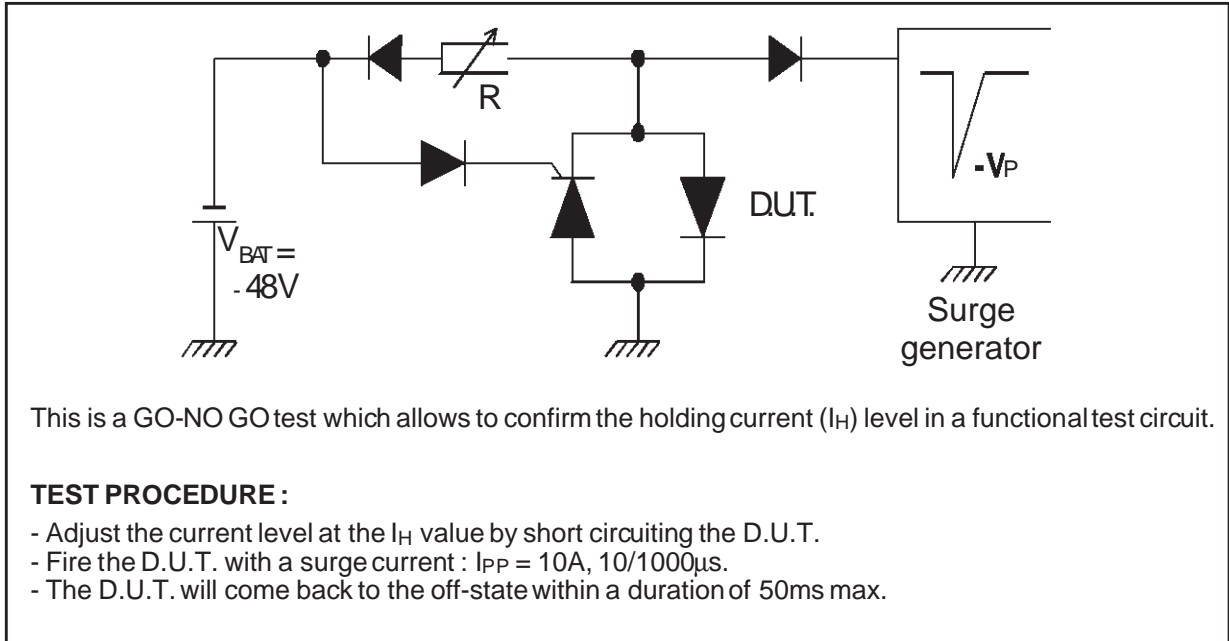 R
D.U.T.
-VP
VBAT =
- 48V
Surge
generator
This is a GO-NO GO test which allows to confirm the holding current (IH) level in a functional test circuit.
TEST PROCEDURE :
- Adjust the current level at the IH value by short circuiting the D.U.T.
- Fire the D.U.T. with a surge current : IPP = 10A, 10/1000µs.
- The D.U.T. will come back to the off-state within a duration of 50ms max.